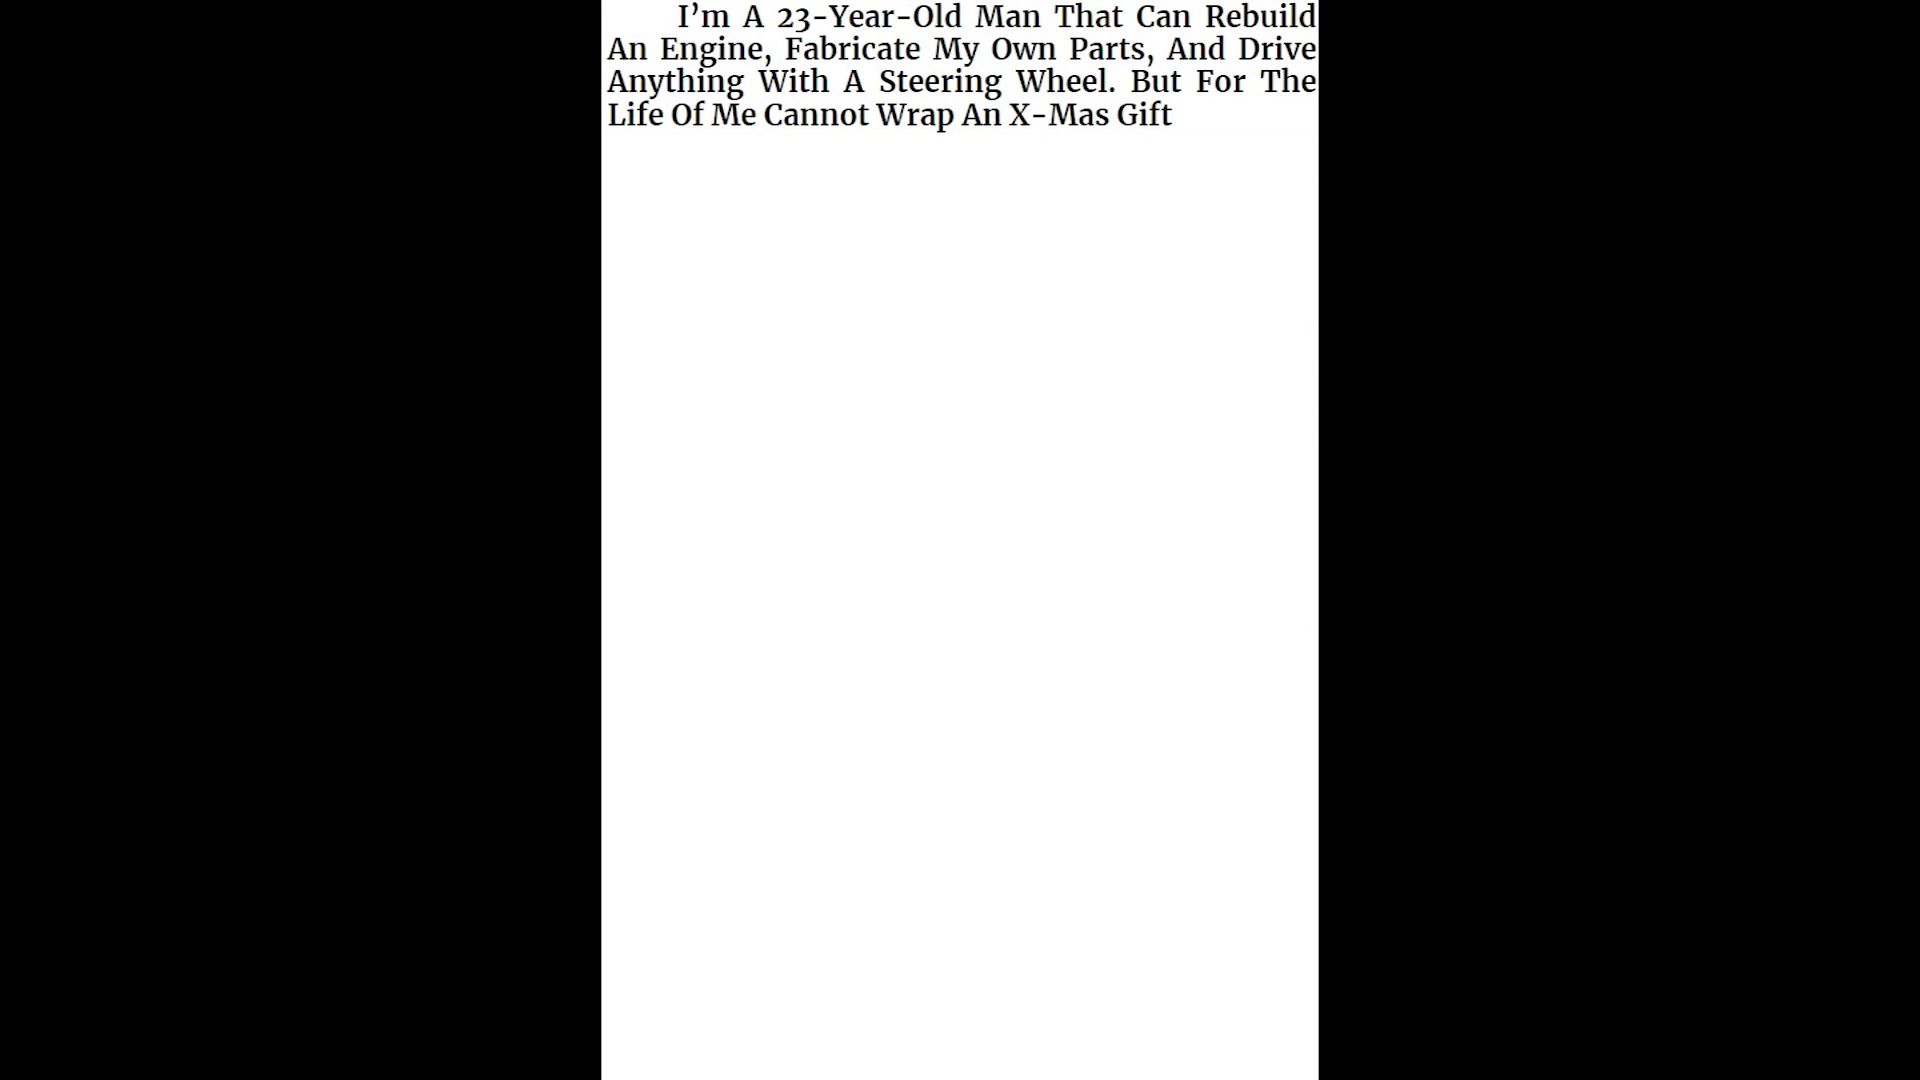 I’m A 23-Year-Old Man That Can Rebuild
An Engine, Fabricate My Own Parts, And Drive
Anything With A Steering Wheel. But For The
Life Of Me Cannot Wrap An X-Mas Gift